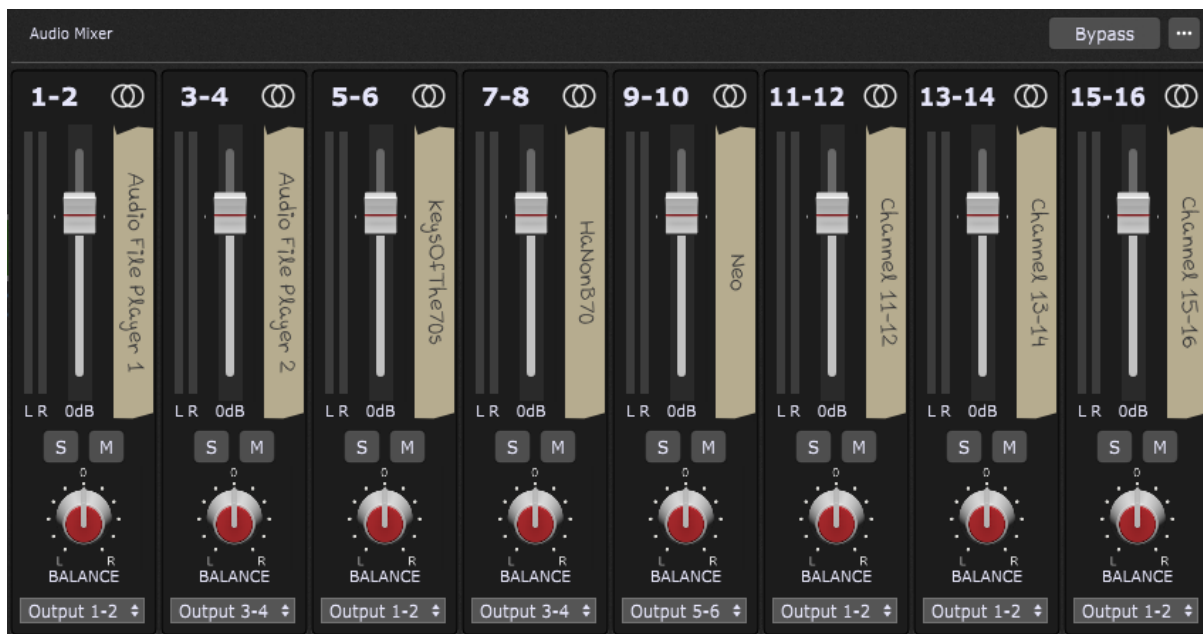 Audio Mixer
Bypass ...
1-2
3-4
5-6
7-8
9-10
11-12
13-14
15-16
Audio File Player 1
Audio File Player 2
KeysOfThe70s
HaNonB70
Neo
Channel 11-12
Channel 13-14
Channel 15-16
L R 0dB
L R 0dB
L R 0dB
L R 0dB
L R 0dB
L R 0dB
L R 0dB
L R 0dB
S M
S M
S M
S M
S M
S M
S M
S M
0
0
0
0
0
0
0
0
L R
L R
L R
L R
L R
L R
L R
L R
BALANCE
BALANCE
BALANCE
BALANCE
BALANCE
BALANCE
BALANCE
BALANCE
Output 1-2
Output 3-4
Output 1-2
Output 3-4
Output 5-6
Output 1-2
Output 1-2
Output 1-2